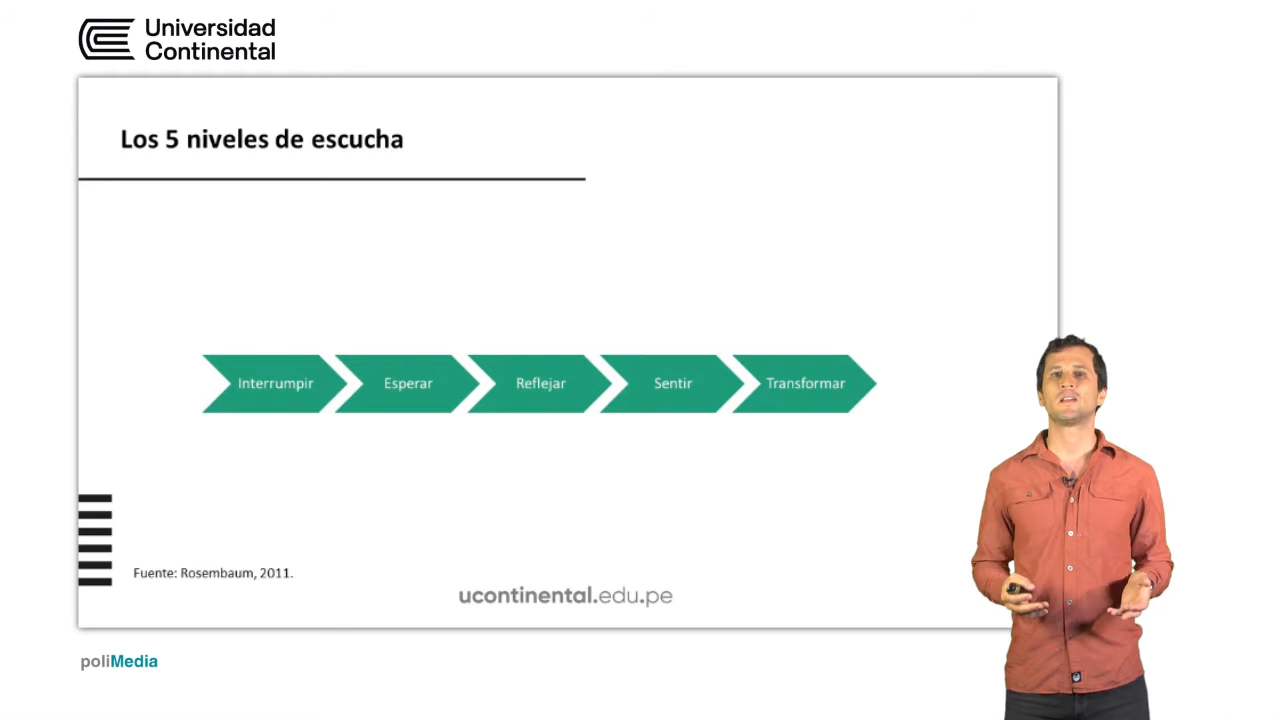 Universidad
Continental
Los 5 niveles de escucha
Interrumpir
Esperar
Reflejar
Sentir
Transformar
Fuente: Rosembaum, 2011.
ucontinental.edu.pe
poliMedia